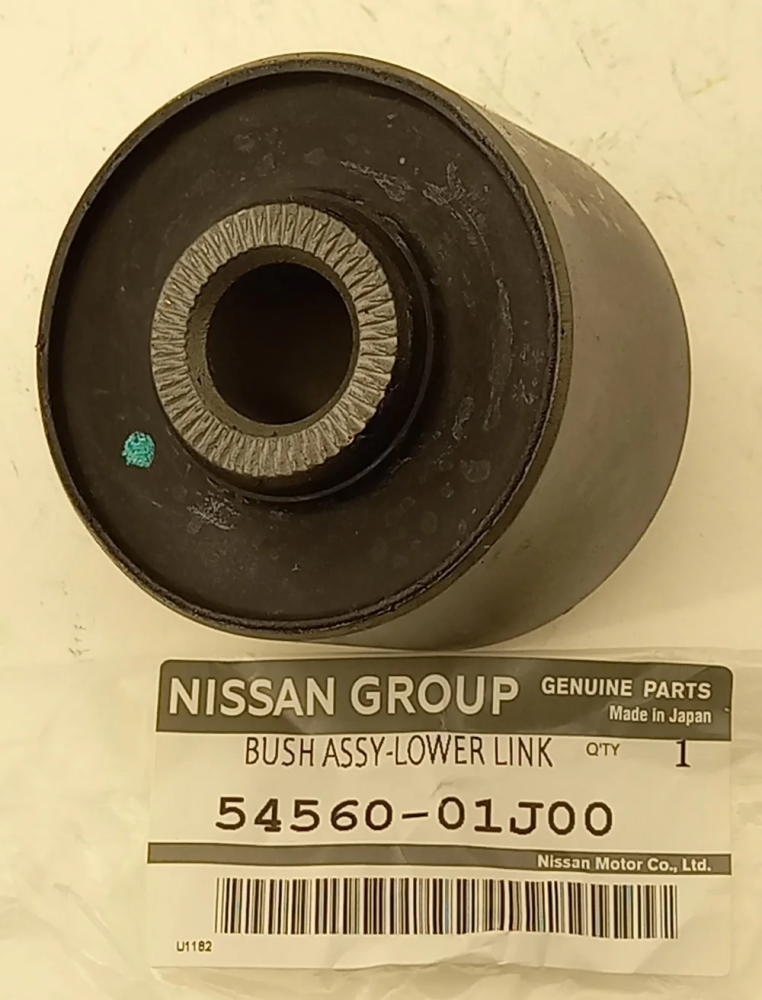 NISSAN GROUP GENUINE PARTS
Made in Japan
BUSH ASSY-LOWER LINK Q'TY 1
54560-01J00
Nissan Motor Co., Ltd.
U1182